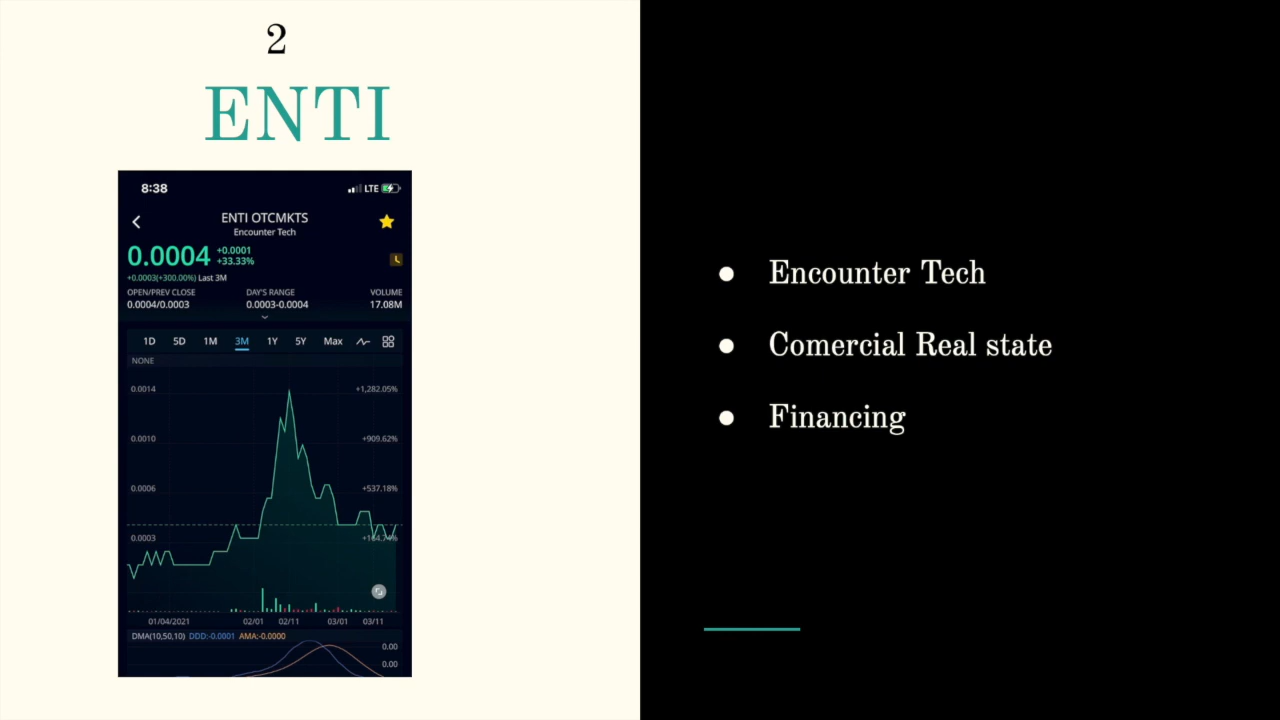 2
ENTI
8:38 LTE
ENTI OTCMKTS
Encounter Tech
0.0004 +0.0001
+33.33%
+0.0003(+300.00%) Last 3M
OPEN/PREV CLOSE DAY'S RANGE VOLUME
0.0004/0.0003 0.0003-0.0004 17.08M
1D 5D 1M 3M 1Y 5Y Max
NONE
0.0014 +1,282.05%
0.0010 +909.62%
0.0006 +537.18%
0.0003 +164.74%
01/04/2021 02/01 02/11 03/01 03/11
DMA(10,50,10) DDD:-0.0001 AMA:-0.0000
0.00
0.00
● Encounter Tech
● Comercial Real state
● Financing